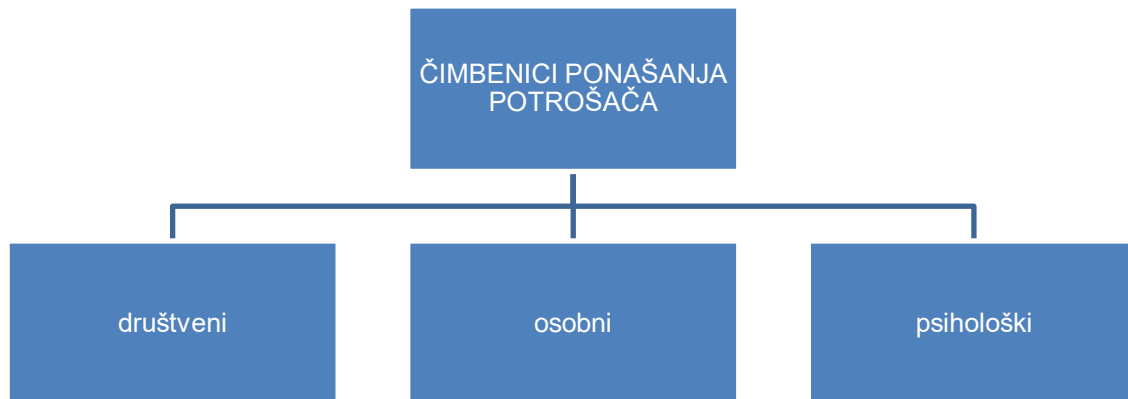 ČIMBENICI PONAŠANJA
POTROŠAČA
društveni
osobni
psihološki